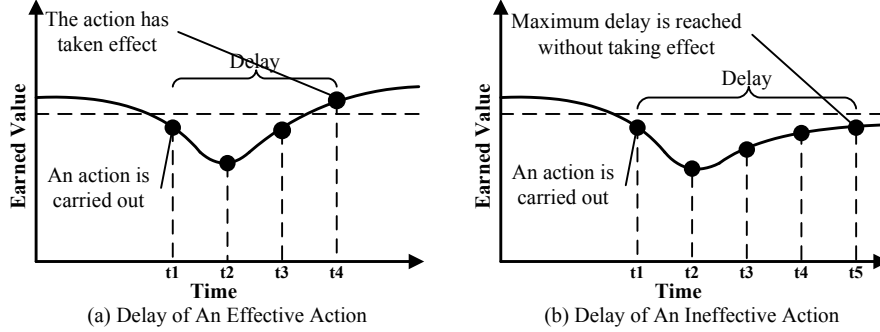 The action has
taken effect
Delay
Earned Value
An action is
carried out
t1 t2 t3 t4
Time
(a) Delay of An Effective Action
Maximum delay is reached
without taking effect
Delay
Earned Value
An action is
carried out
t1 t2 t3 t4 t5
Time
(b) Delay of An Ineffective Action